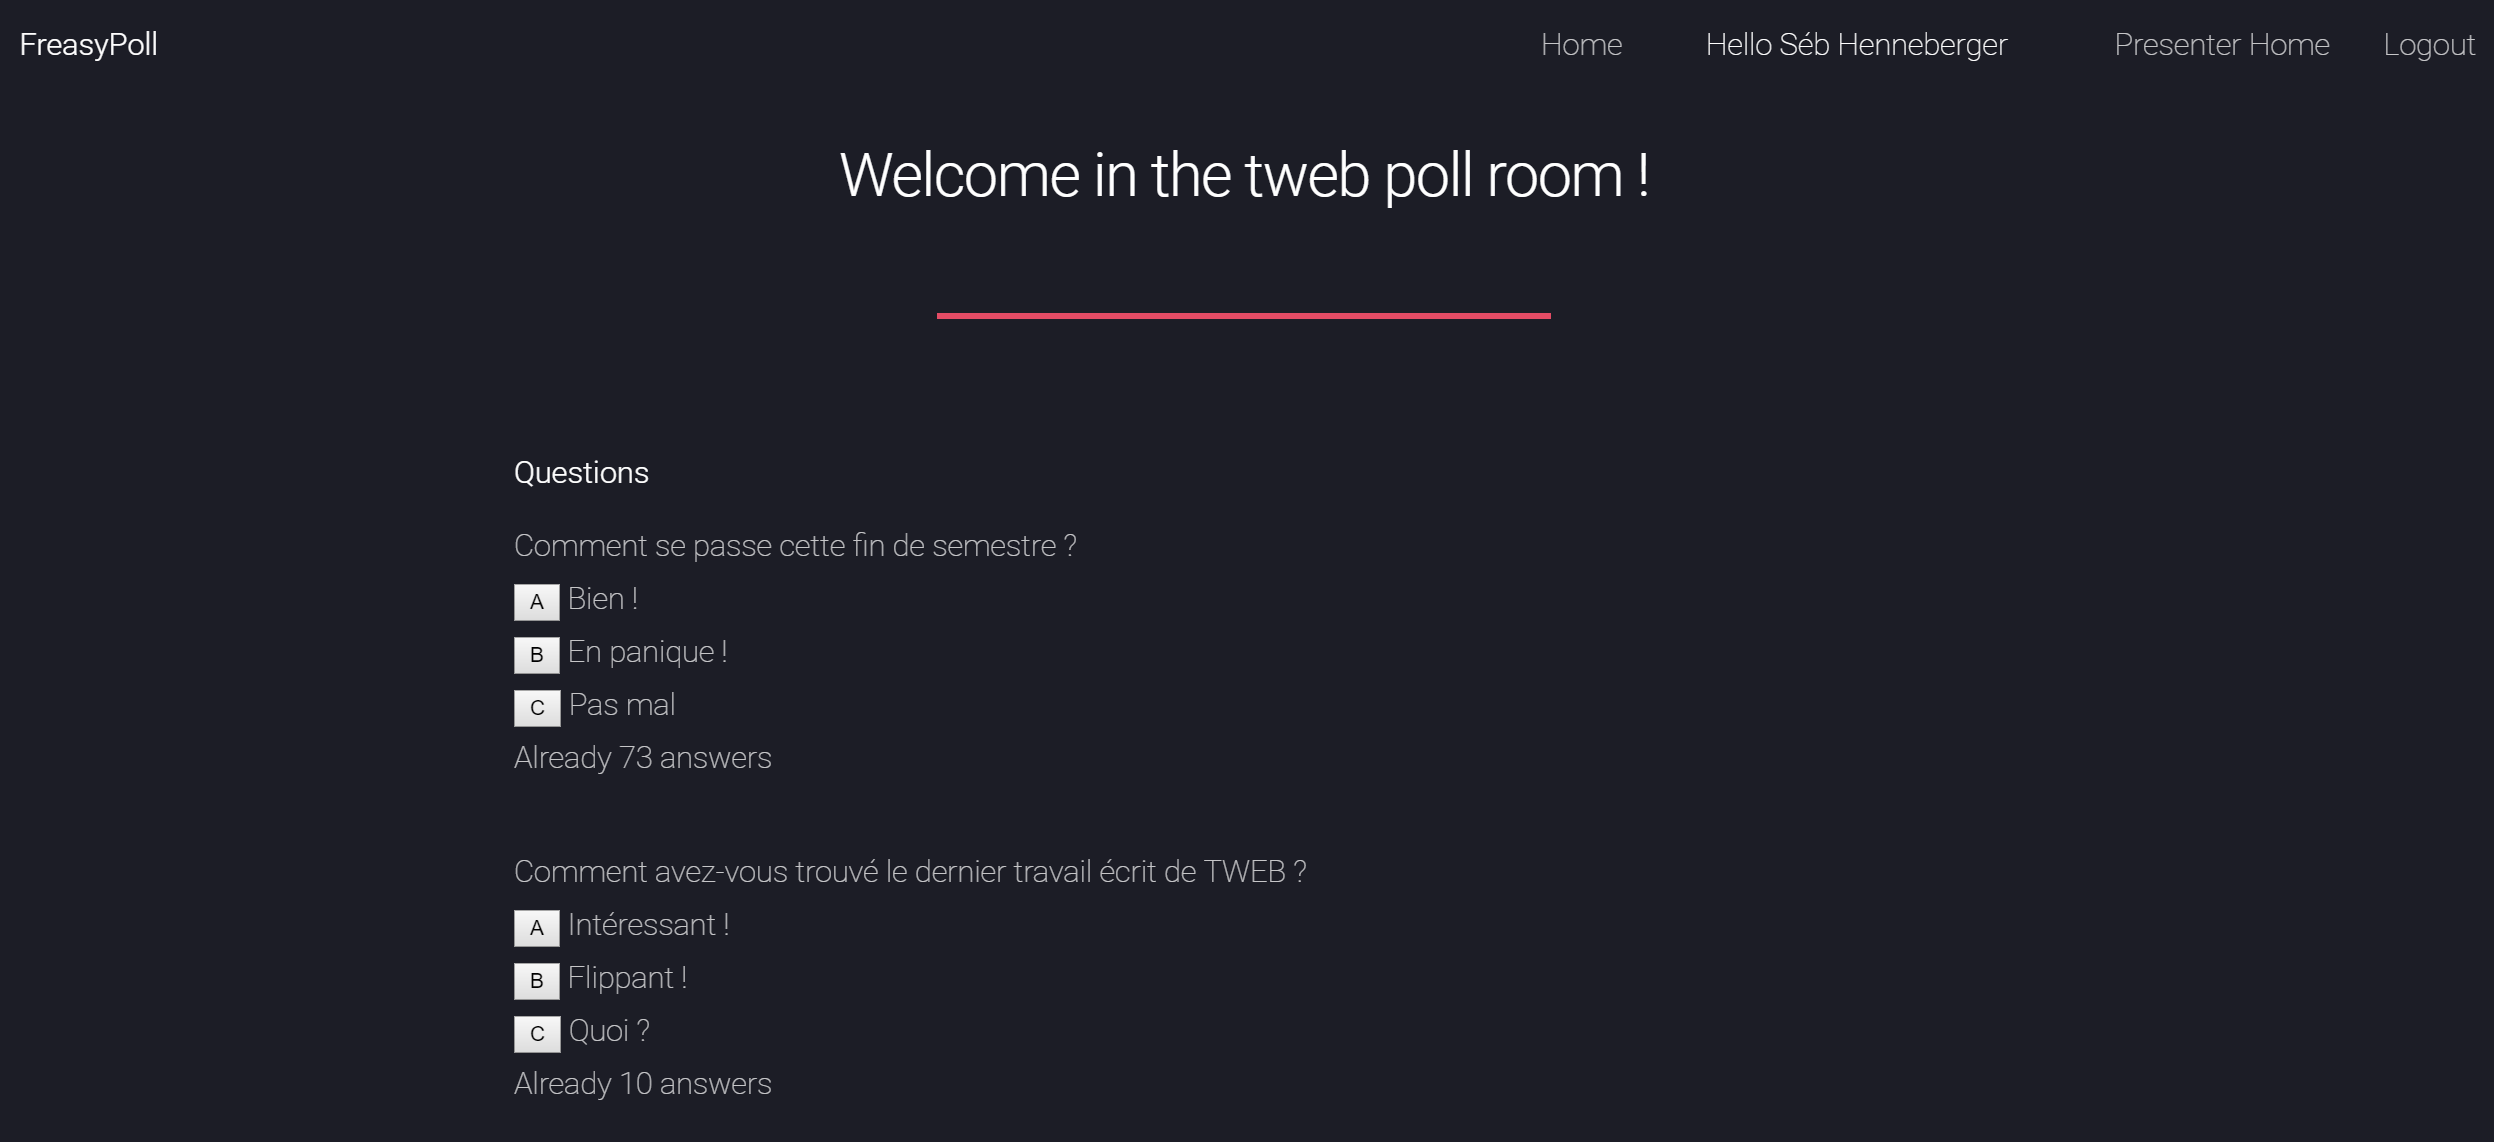 FreasyPoll Home Hello Séb Henneberger Presenter Home Logout
Welcome in the tweb poll room !
Questions
Comment se passe cette fin de semestre ?
A Bien !
B En panique !
C Pas mal
Already 73 answers
Comment avez-vous trouvé le dernier travail écrit de TWEB ?
A Intéressant !
B Flippant !
C Quoi ?
Already 10 answers